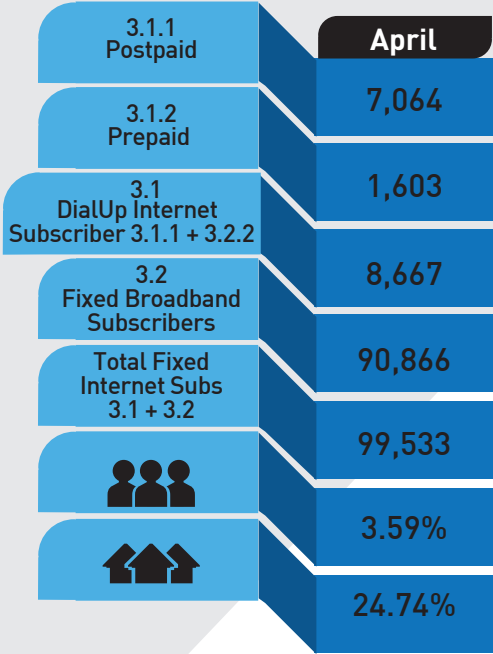 April
3.1.1
Postpaid
7,064
3.1.2
Prepaid
1,603
3.1
DialUp Internet
Subscriber 3.1.1 + 3.2.2
8,667
3.2
Fixed Broadband
Subscribers
90,866
Total Fixed
Internet Subs
3.1 + 3.2
99,533
3.59%
24.74%